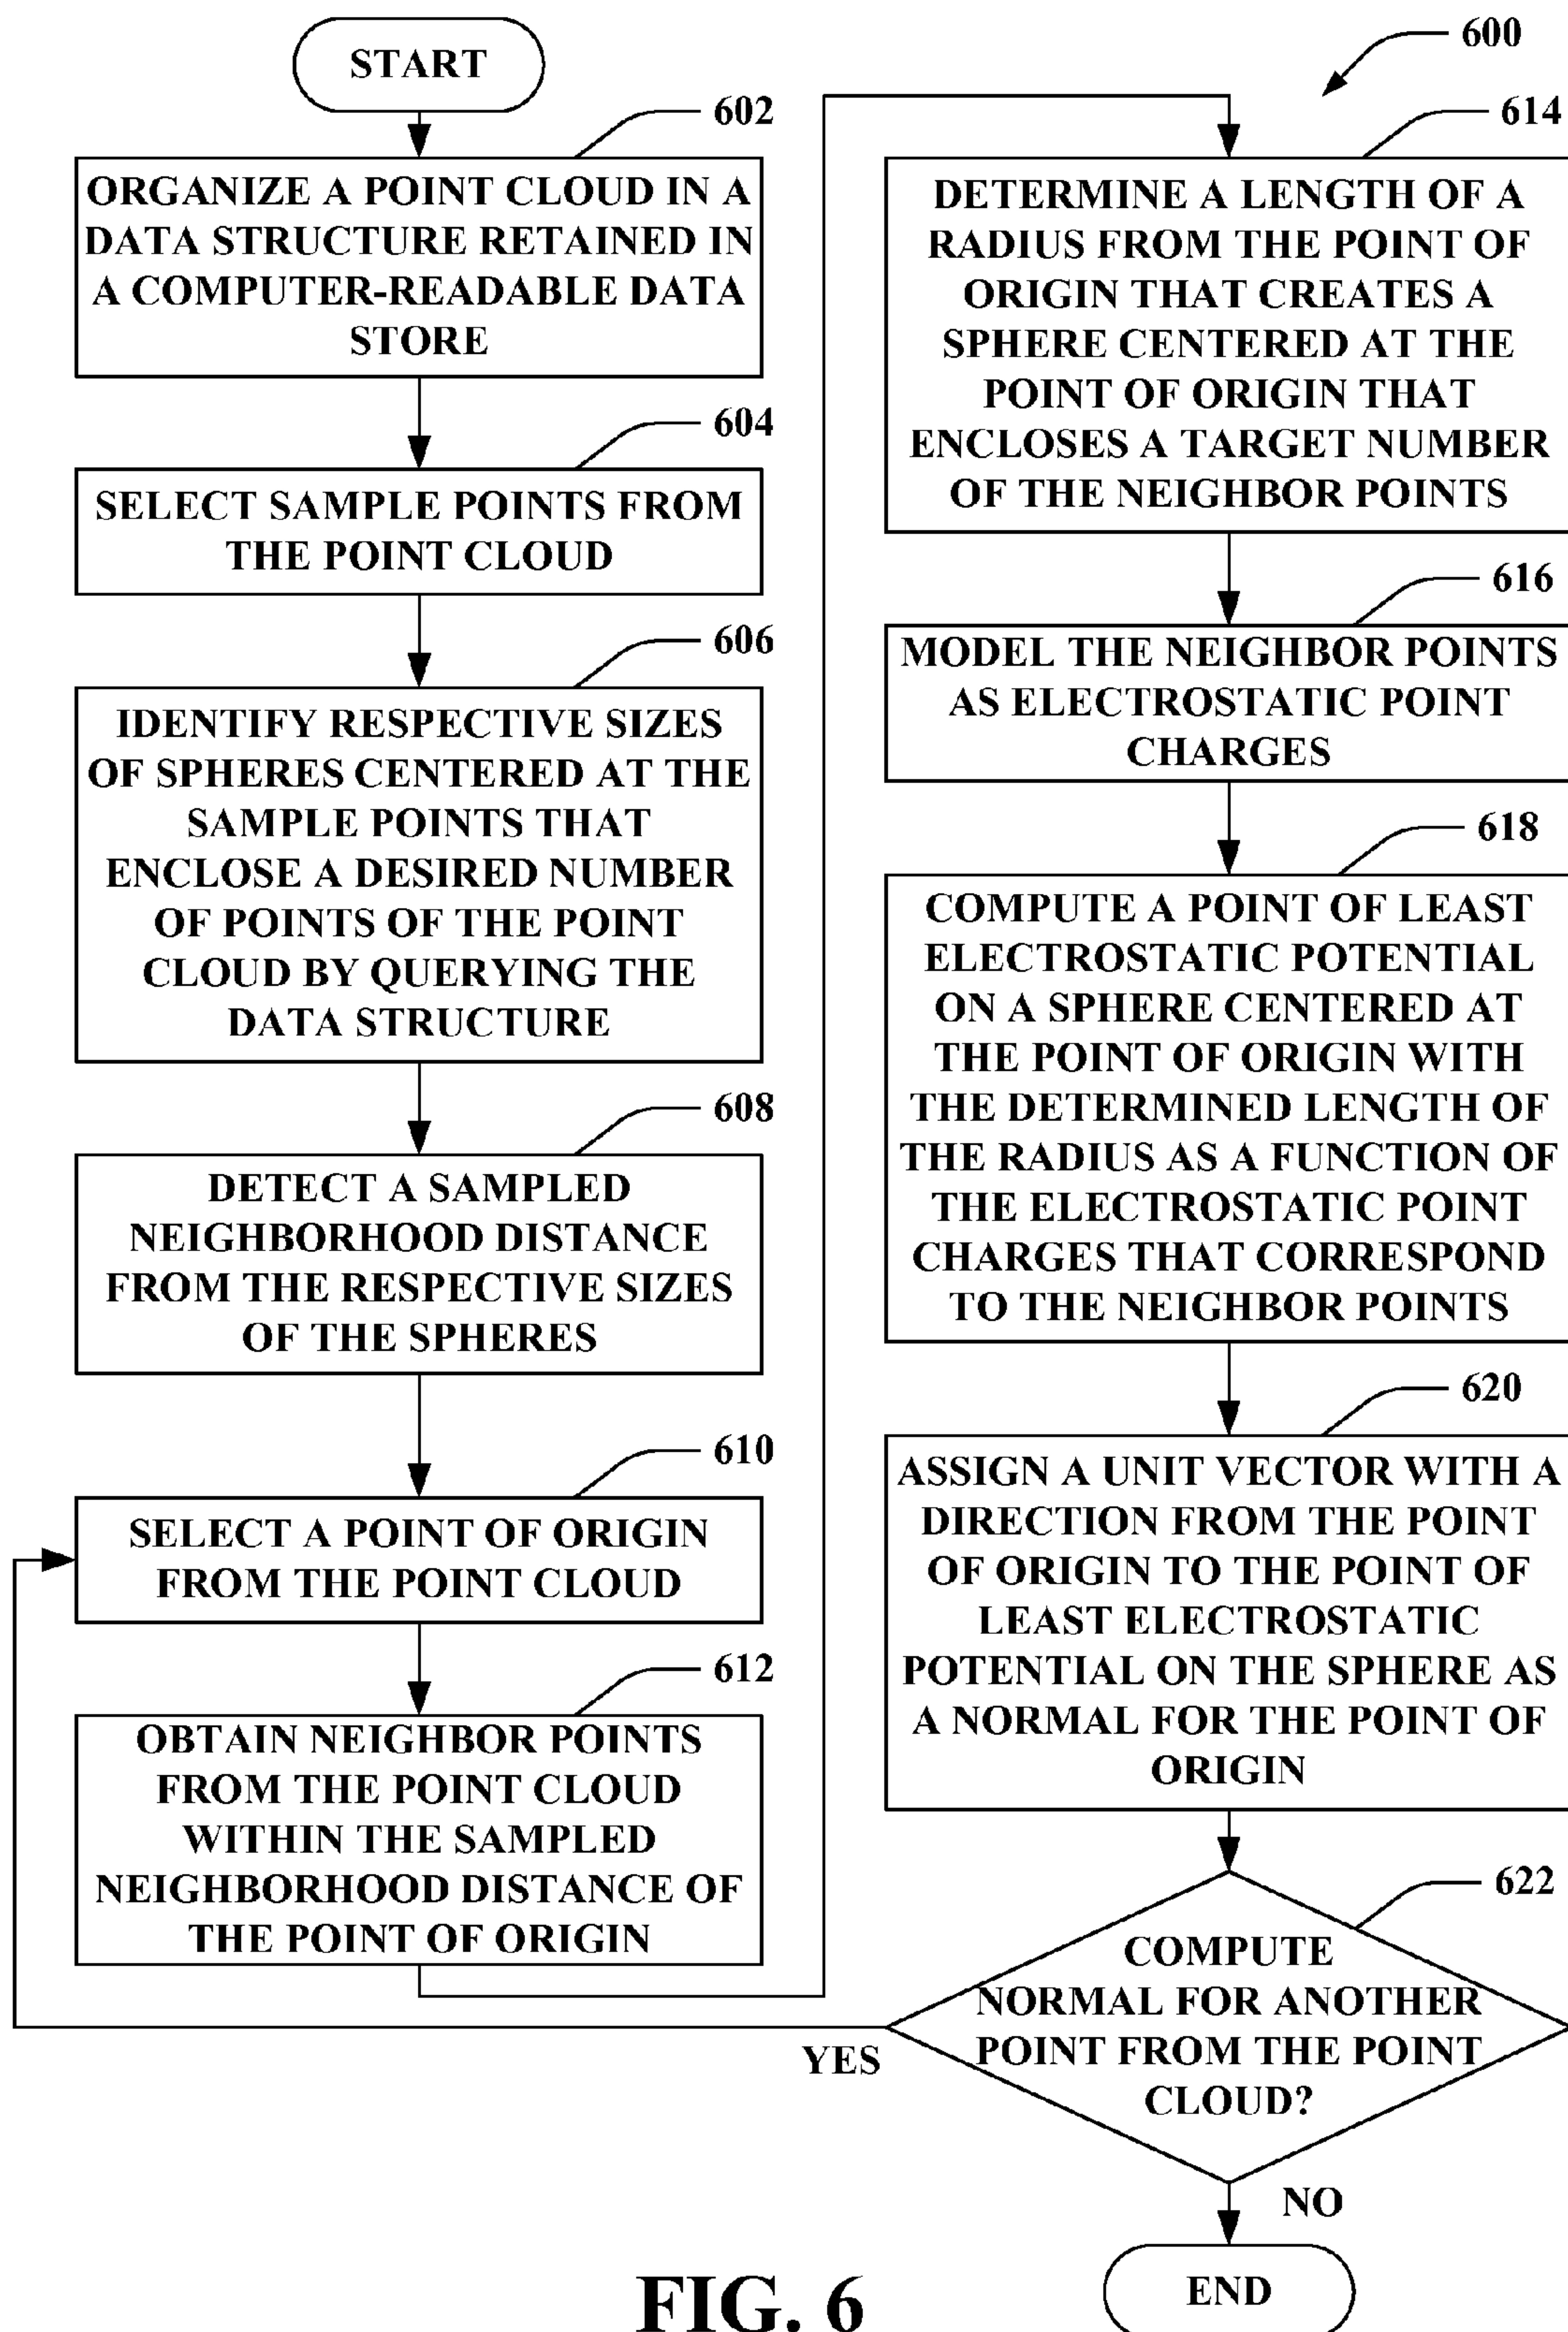 START
602
ORGANIZE A POINT CLOUD IN A
DATA STRUCTURE RETAINED IN
A COMPUTER-READABLE DATA
STORE
604
SELECT SAMPLE POINTS FROM
THE POINT CLOUD
606
IDENTIFY RESPECTIVE SIZES
OF SPHERES CENTERED AT THE
SAMPLE POINTS THAT
ENCLOSE A DESIRED NUMBER
OF POINTS OF THE POINT
CLOUD BY QUERYING THE
DATA STRUCTURE
608
DETECT A SAMPLED
NEIGHBORHOOD DISTANCE
FROM THE RESPECTIVE SIZES
OF THE SPHERES
610
SELECT A POINT OF ORIGIN
FROM THE POINT CLOUD
612
OBTAIN NEIGHBOR POINTS
FROM THE POINT CLOUD
WITHIN THE SAMPLED
NEIGHBORHOOD DISTANCE OF
THE POINT OF ORIGIN
600
614
DETERMINE A LENGTH OF A
RADIUS FROM THE POINT OF
ORIGIN THAT CREATES A
SPHERE CENTERED AT THE
POINT OF ORIGIN THAT
ENCLOSES A TARGET NUMBER
OF THE NEIGHBOR POINTS
616
MODEL THE NEIGHBOR POINTS
AS ELECTROSTATIC POINT
CHARGES
618
COMPUTE A POINT OF LEAST
ELECTROSTATIC POTENTIAL
ON A SPHERE CENTERED AT
THE POINT OF ORIGIN WITH
THE DETERMINED LENGTH OF
THE RADIUS AS A FUNCTION OF
THE ELECTROSTATIC POINT
CHARGES THAT CORRESPOND
TO THE NEIGHBOR POINTS
620
ASSIGN A UNIT VECTOR WITH A
DIRECTION FROM THE POINT
OF ORIGIN TO THE POINT OF
LEAST ELECTROSTATIC
POTENTIAL ON THE SPHERE AS
A NORMAL FOR THE POINT OF
ORIGIN
622
COMPUTE
NORMAL FOR ANOTHER
POINT FROM THE POINT
CLOUD?
YES
NO
END
FIG. 6